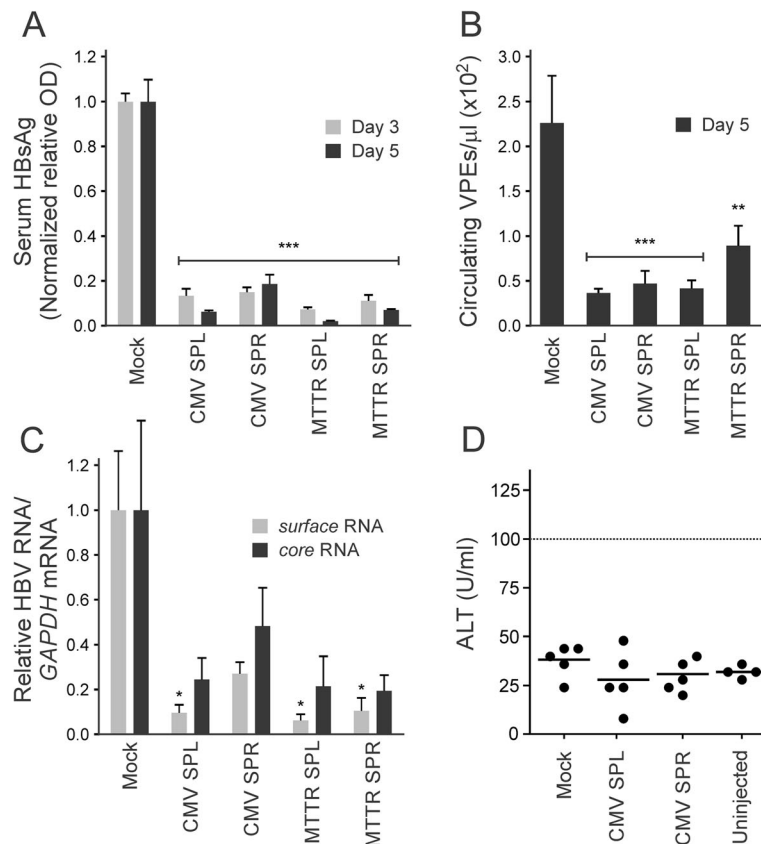 A
Serum HBsAg
(Normalized relative OD)
1.2
1.0
0.8
0.6
0.4
0.2
0.0
Day 3
Day 5
***
Mock
CMV SPL
CMV SPR
MTTR SPL
MTTR SPR
B
Circulating VPEs/µl (x10²)
3.0
2.5
2.0
1.5
1.0
0.5
0.0
Day 5
***
**
Mock
CMV SPL
CMV SPR
MTTR SPL
MTTR SPR
C
Relative HBV RNA/
GAPDH mRNA
1.2
1.0
0.8
0.6
0.4
0.2
0.0
surface RNA
core RNA
*
*
*
Mock
CMV SPL
CMV SPR
MTTR SPL
MTTR SPR
D
ALT (U/ml)
125
100
75
50
25
0
Mock
CMV SPL
CMV SPR
Uninjected